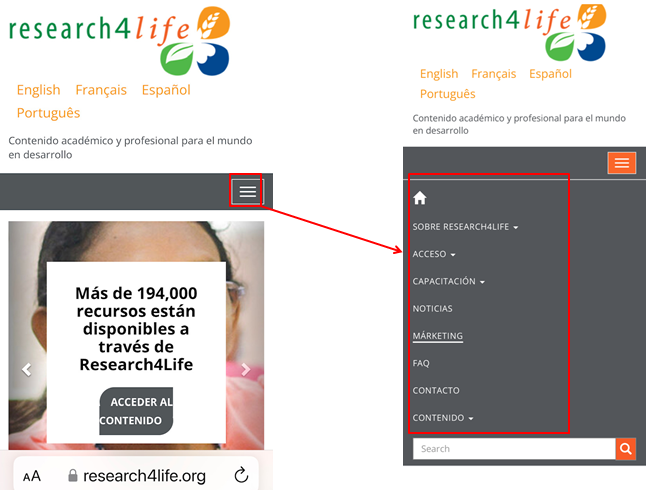 research4life
English Français Español
Português
Contenido académico y profesional para el mundo
en desarrollo
Más de 194,000
recursos están
disponibles a
través de
Research4Life
ACCEDER AL
CONTENIDO
AA research4life.org
research4life
English Français Español
Português
Contenido académico y profesional para el mundo
en desarrollo
SOBRE RESEARCH4LIFE
ACCESO
CAPACITACIÓN
NOTICIAS
MÁRKETING
FAQ
CONTACTO
CONTENIDO
Search